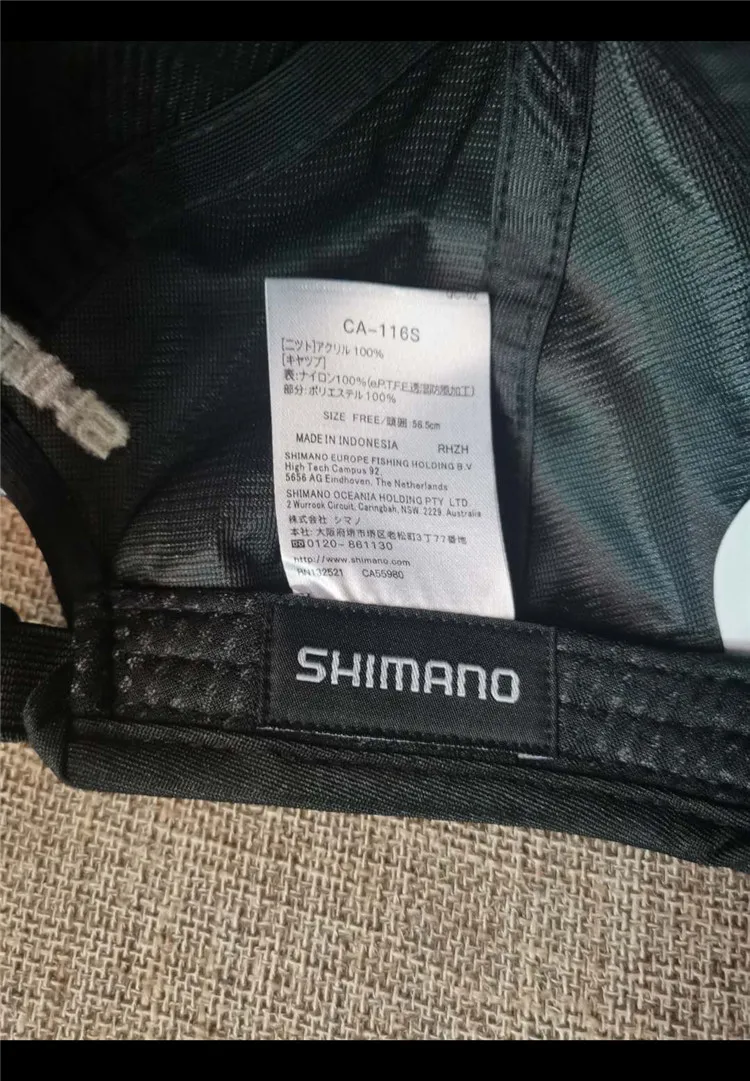 CA-116S
[ニット]アクリル 100%
[キャップ]
表:ナイロン100%(e.P.T.F.E透湿防風加工)
部分:ポリエステル100%
SIZE FREE/頭囲:56.5cm
MADE IN INDONESIA RHZH
SHIMANO EUROPE FISHING HOLDING B.V
High Tech Campus 92,
5656 AG Eindhoven, The Netherlands
SHIMANO OCEANIA HOLDING PTY LTD.
2 Wurrook Circuit, Caringbah, NSW. 2229. Australia
株式会社 シマノ
本社: 大阪府堺市堺区老松町3丁77番地
0120-861130
http://www.shimano.com
RN132521 CA55980
SHIMANO